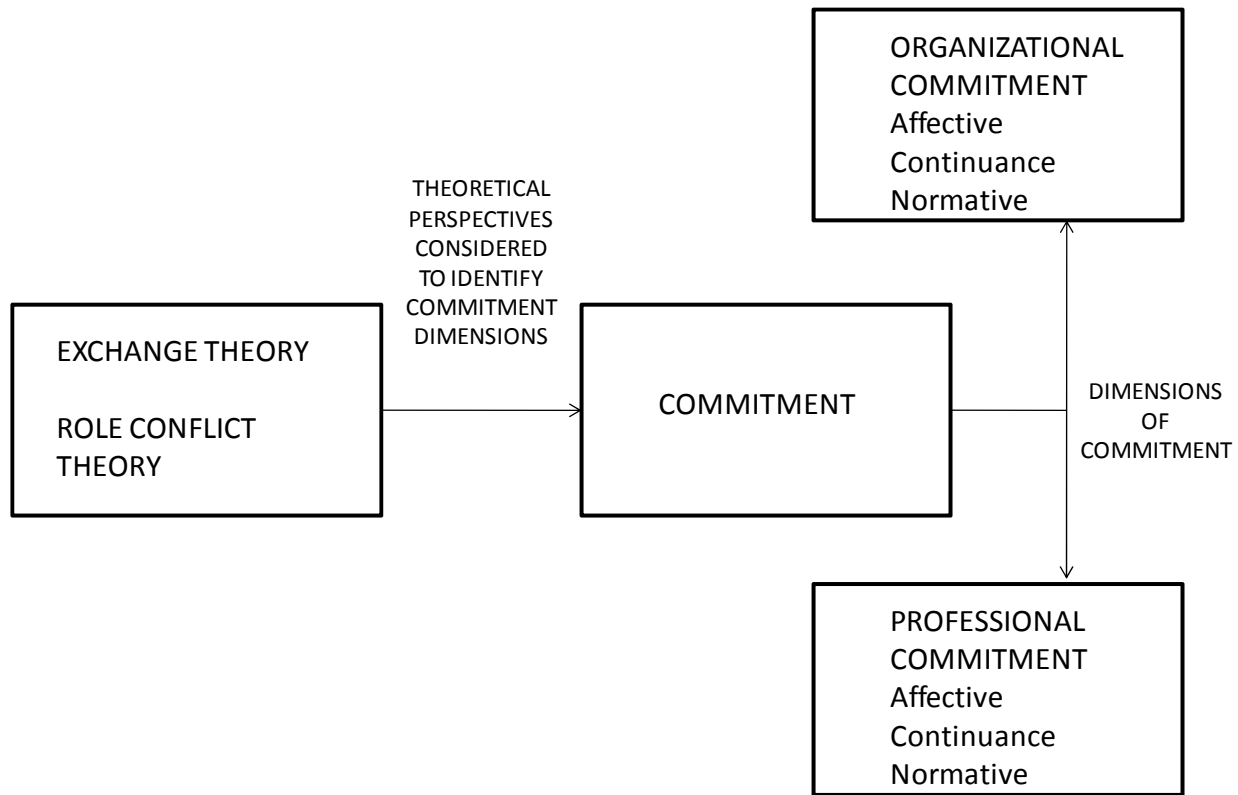 EXCHANGE THEORY
ROLE CONFLICT
THEORY
THEORETICAL
PERSPECTIVES
CONSIDERED
TO IDENTIFY
COMMITMENT
DIMENSIONS
COMMITMENT
ORGANIZATIONAL
COMMITMENT
Affective
Continuance
Normative
DIMENSIONS
OF
COMMITMENT
PROFESSIONAL
COMMITMENT
Affective
Continuance
Normative